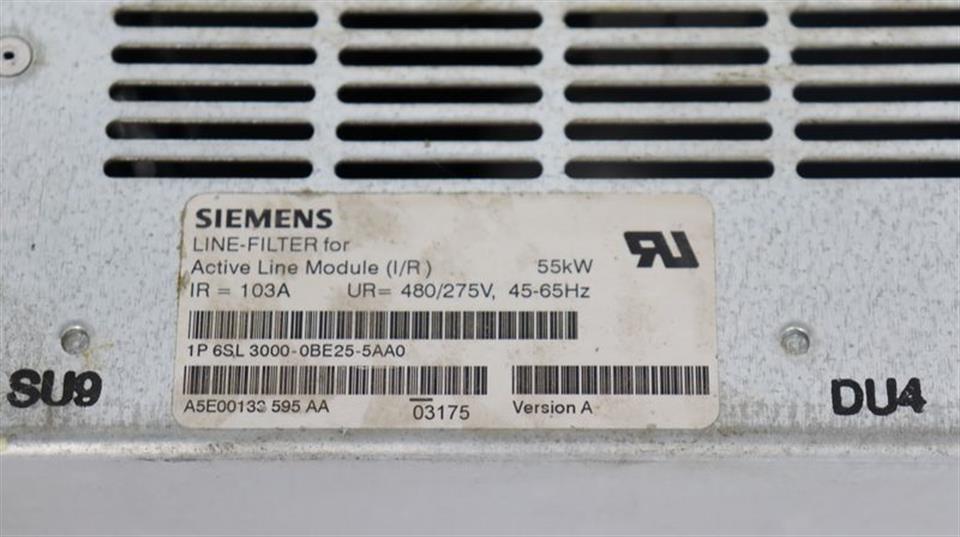 SIEMENS
LINE-FILTER for
Active Line Module (I/R) 55kW
IR = 103A UR= 480/275V, 45-65Hz
1P 6SL 3000-0BE25-5AA0
A5E00133 595 AA 03175 Version A
SU9 DU4